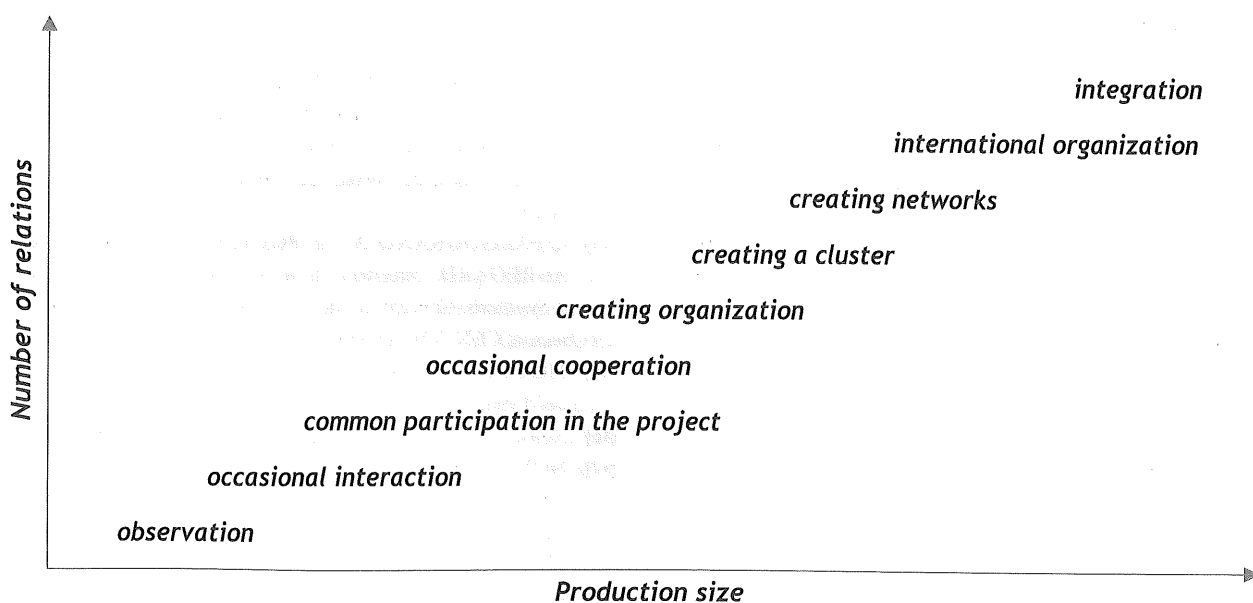 integration
international organization
creating networks
creating a cluster
creating organization
occasional cooperation
common participation in the project
occasional interaction
observation
Number of relations
Production size